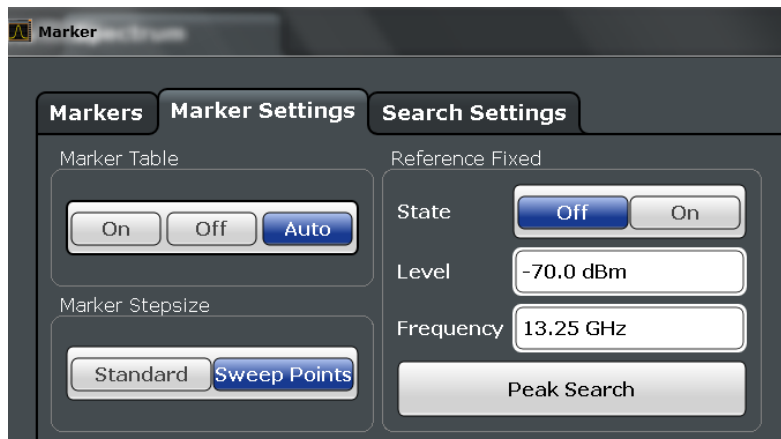 Marker
Spectrum
Markers
Marker Settings
Search Settings
Marker Table
On
Off
Auto
Marker Stepsize
Standard
Sweep Points
Reference Fixed
State
Off
On
Level
-70.0 dBm
Frequency
13.25 GHz
Peak Search